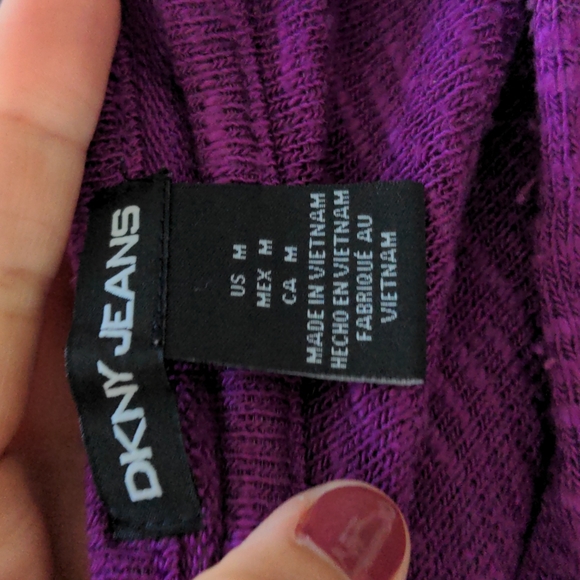 DKNY JEANS
US M
MEX M
CA M
MADE IN VIETNAM
HECHO EN VIETNAM
FABRIQUÉ AU
VIETNAM